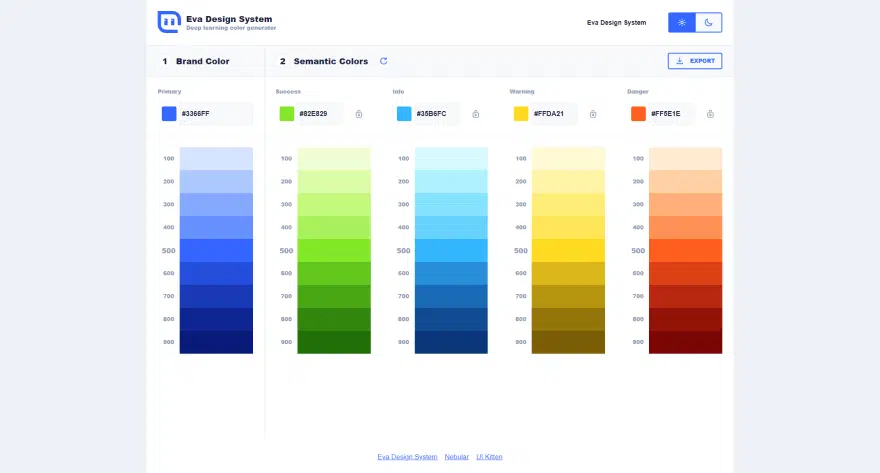 Eva Design System
Deep learning color generator
Eva Design System
1 Brand Color
2 Semantic Colors
EXPORT
Primary
Success
Info
Warning
Danger
#3366FF
#82E829
#35B6FC
#FFDA21
#FF5E1E
100 100 100 100 100
200 200 200 200 200
300 300 300 300 300
400 400 400 400 400
500 500 500 500 500
600 600 600 600 600
700 700 700 700 700
800 800 800 800 800
900 900 900 900 900
Eva Design System Nebular UI Kitten